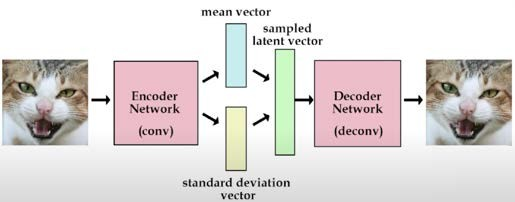 mean vector
sampled
latent vector
Encoder
Network
(conv)
Decoder
Network
(deconv)
standard deviation
vector